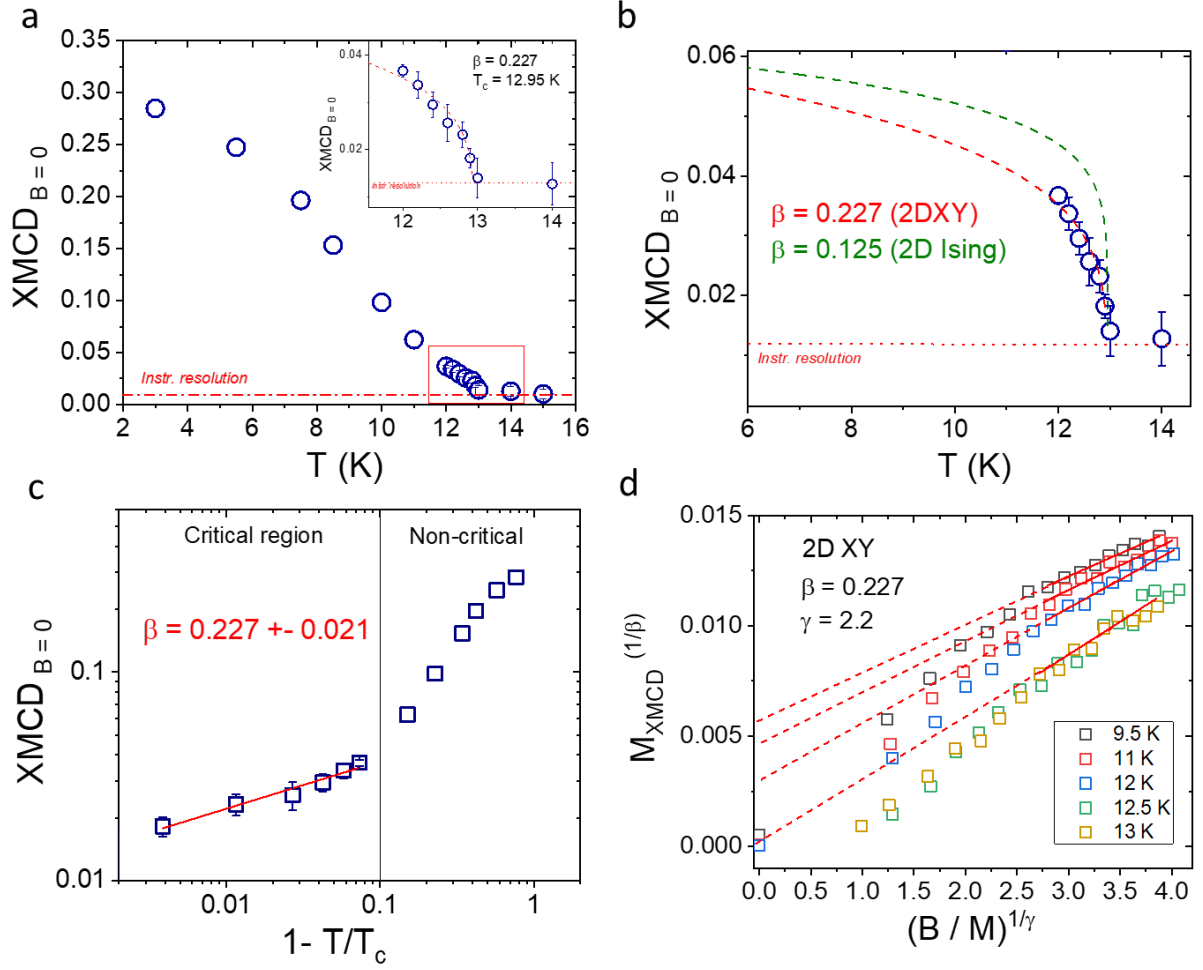 a
XMCD B = 0
0.35
0.30
0.25
0.20
0.15
0.10
0.05
0.00
Instr. resolution
2 4 6 8 10 12 14 16
T (K)
XMCD B = 0
0.04
0.02
β = 0.227
Tc = 12.95 K
Instr. resolution
12 13 14
b
XMCD B = 0
0.06
0.04
0.02
β = 0.227 (2DXY)
β = 0.125 (2D Ising)
Instr. resolution
6 8 10 12 14
T (K)
c
XMCD B = 0
0.1
0.01
Critical region
Non-critical
β = 0.227 +- 0.021
0.01 0.1 1
1- T/Tc
d
M XMCD (1/β)
0.015
0.010
0.005
0.000
2D XY
β = 0.227
γ = 2.2
9.5 K
11 K
12 K
12.5 K
13 K
0.0 0.5 1.0 1.5 2.0 2.5 3.0 3.5 4.0
(B / M)^1/γ